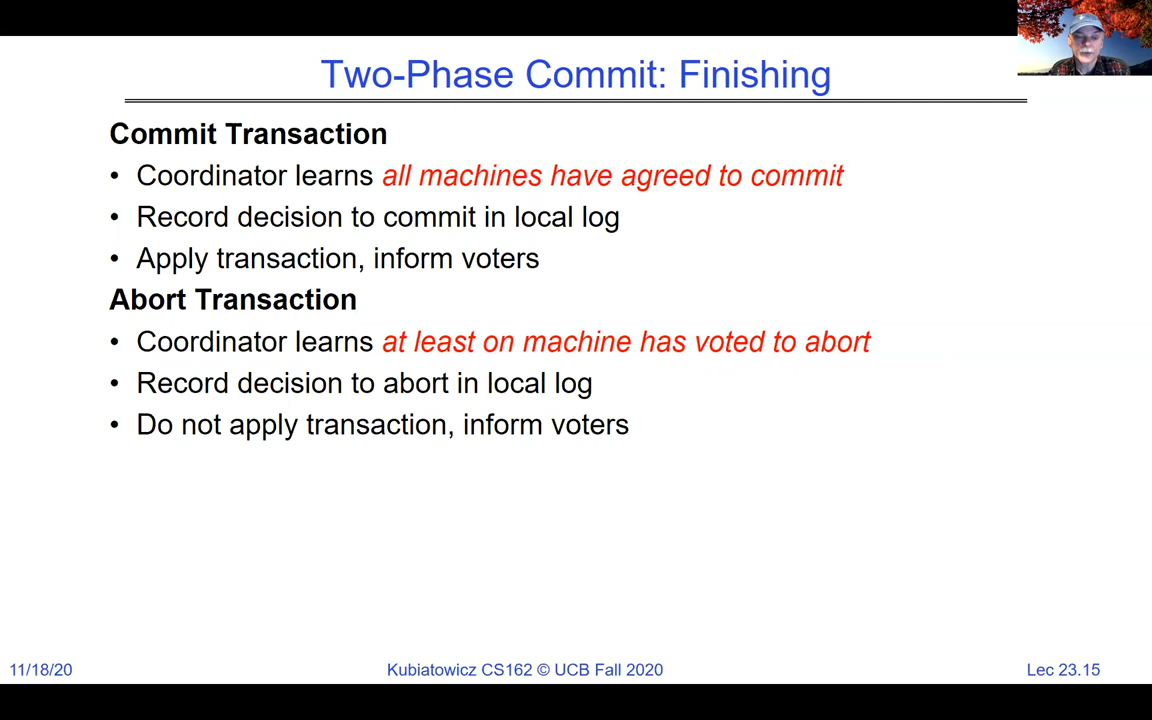 Two-Phase Commit: Finishing
Commit Transaction
• Coordinator learns all machines have agreed to commit
• Record decision to commit in local log
• Apply transaction, inform voters
Abort Transaction
• Coordinator learns at least on machine has voted to abort
• Record decision to abort in local log
• Do not apply transaction, inform voters
11/18/20
Kubiatowicz CS162 © UCB Fall 2020
Lec 23.15